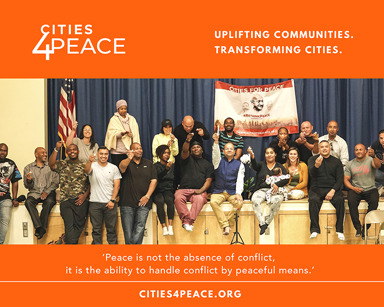 CITIES
4PEACE
UPLIFTING COMMUNITIES.
TRANSFORMING CITIES.
CITIES FOR PEACE
'Peace is not the absence of conflict,
it is the ability to handle conflict by peaceful means.'
CITIES4PEACE.ORG